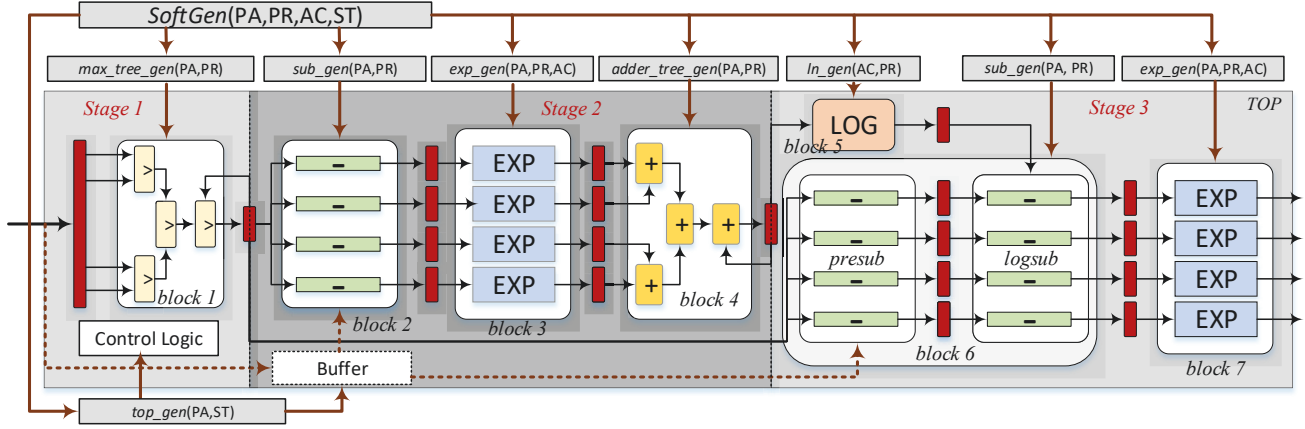 SoftGen(PA,PR,AC,ST)
max_tree_gen(PA,PR)
sub_gen(PA,PR)
exp_gen(PA,PR,AC)
adder_tree_gen(PA,PR)
ln_gen(AC,PR)
sub_gen(PA, PR)
exp_gen(PA,PR,AC)
Stage 1
Stage 2
Stage 3
TOP
LOG
block 5
>
>
>
>
block 1
-
-
-
-
block 2
EXP
EXP
EXP
EXP
block 3
+
+
+
+
block 4
-
-
presub
-
-
-
-
logsub
-
-
block 6
EXP
EXP
EXP
EXP
block 7
Control Logic
Buffer
top_gen(PA,ST)